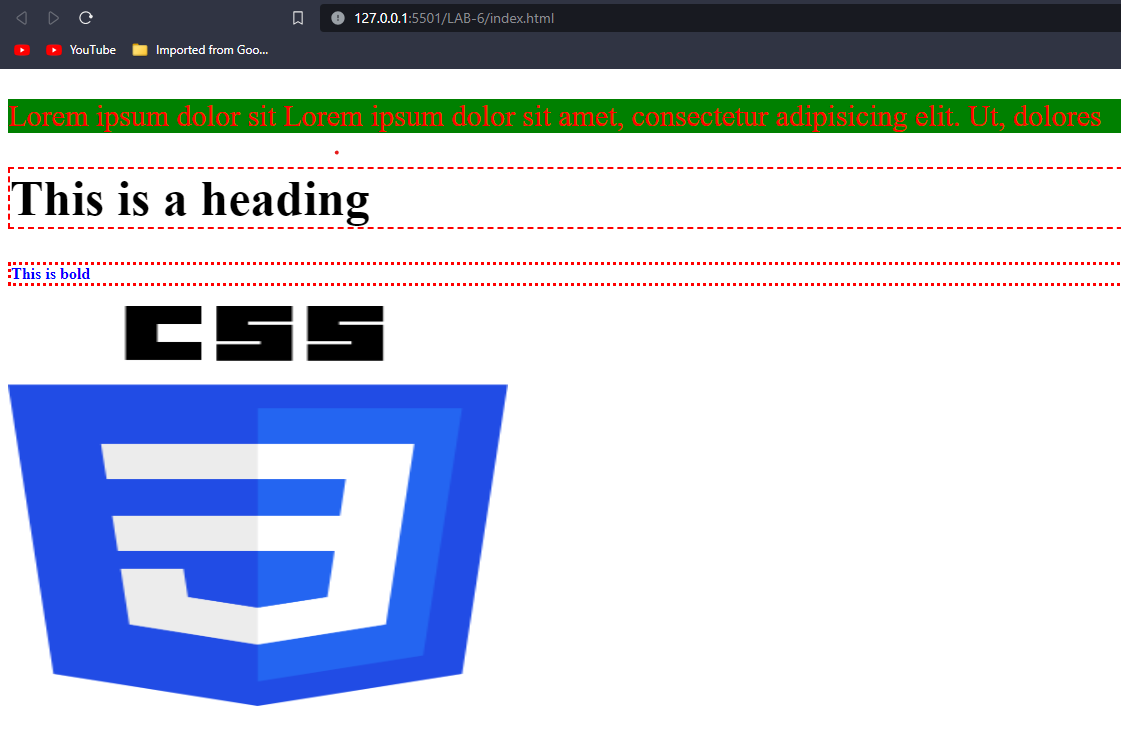 127.0.0.1:5501/LAB-6/index.html
YouTube Imported from Goo...
Lorem ipsum dolor sit Lorem ipsum dolor sit amet, consectetur adipisicing elit. Ut, dolores
This is a heading
This is bold
CSS
3